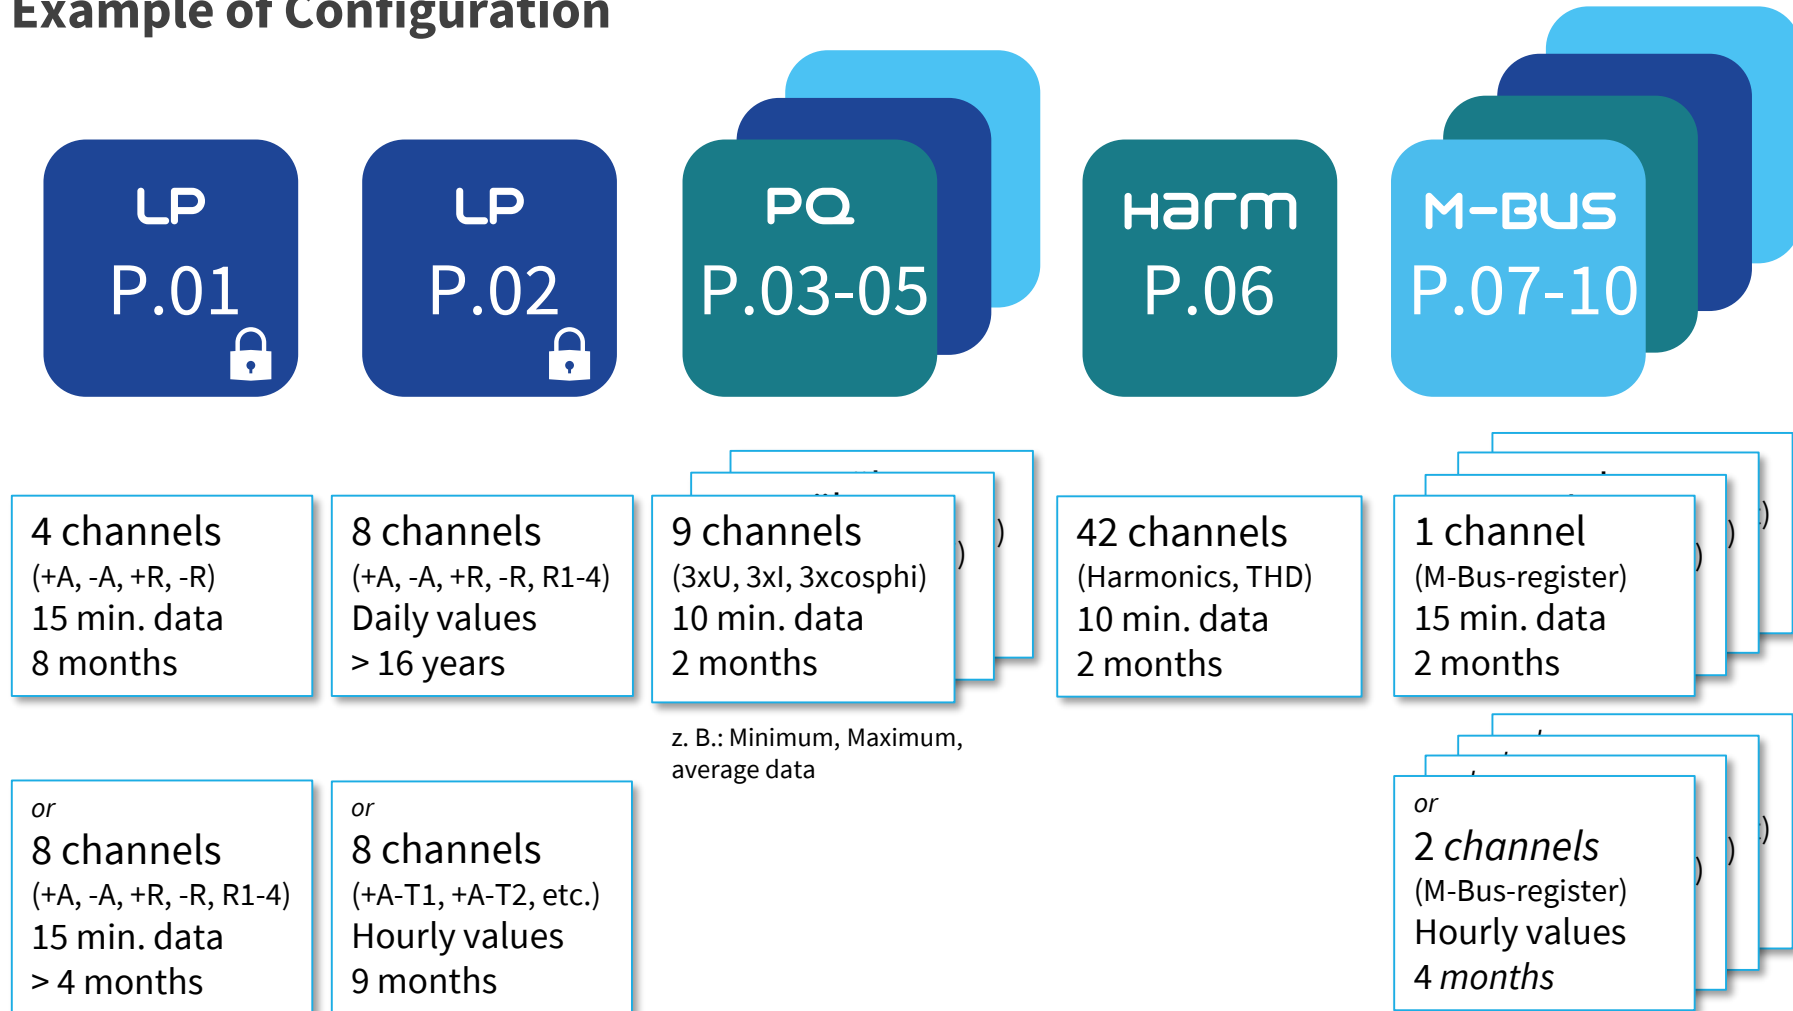 Example of Configuration
LP
P.01
LP
P.02
PQ
P.03-05
Harm
P.06
M-BUS
P.07-10
4 channels
(+A, -A, +R, -R)
15 min. data
8 months
8 channels
(+A, -A, +R, -R, R1-4)
Daily values
> 16 years
9 channels
(3xU, 3xI, 3xcosphi)
10 min. data
2 months
z. B.: Minimum, Maximum,
average data
42 channels
(Harmonics, THD)
10 min. data
2 months
1 channel
(M-Bus-register)
15 min. data
2 months
or
8 channels
(+A, -A, +R, -R, R1-4)
15 min. data
> 4 months
or
8 channels
(+A-T1, +A-T2, etc.)
Hourly values
9 months
or
2 channels
(M-Bus-register)
Hourly values
4 months